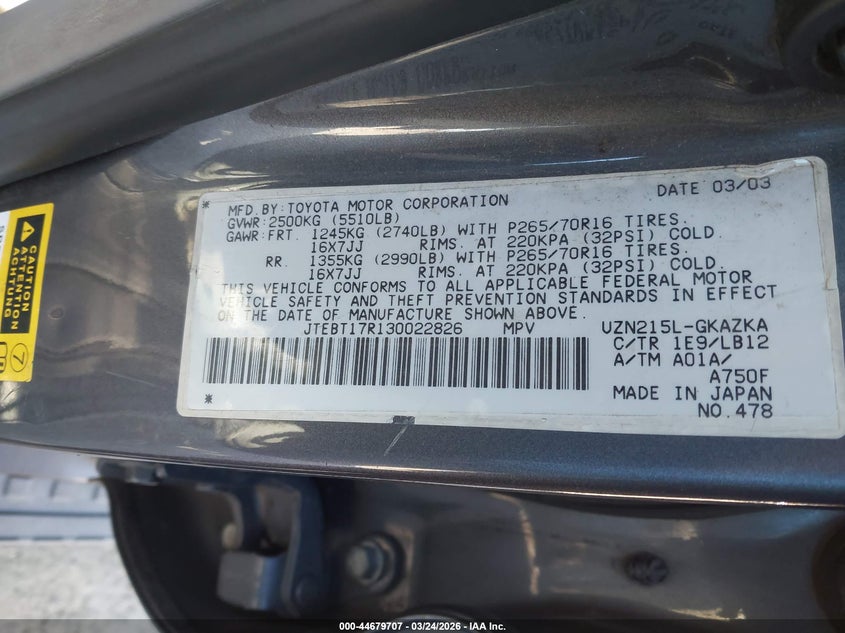 DATE 03/03
MFD.BY:TOYOTA MOTOR CORPORATION
GVWR:2500KG (5510LB)
GAWR:FRT. 1245KG (2740LB) WITH P265/70R16 TIRES.
16X7JJ RIMS. AT 220KPA (32PSI) COLD.
RR. 1355KG (2990LB) WITH P265/70R16 TIRES.
16X7JJ RIMS. AT 220KPA (32PSI) COLD.
THIS VEHICLE CONFORMS TO ALL APPLICABLE FEDERAL MOTOR
VEHICLE SAFETY AND THEFT PREVENTION STANDARDS IN EFFECT
ON THE DATE OF MANUFACTURE SHOWN ABOVE.
JTEBT17R130022826 MPV UZN215L-GKAZKA
C/TR 1E9/LB12
A/TM A01A/
A750F
MADE IN JAPAN
NO.478
CAUTION
ATTENTION
ACHTUNG
7
000-44679707 - 03/24/2026 - IAA, Inc.